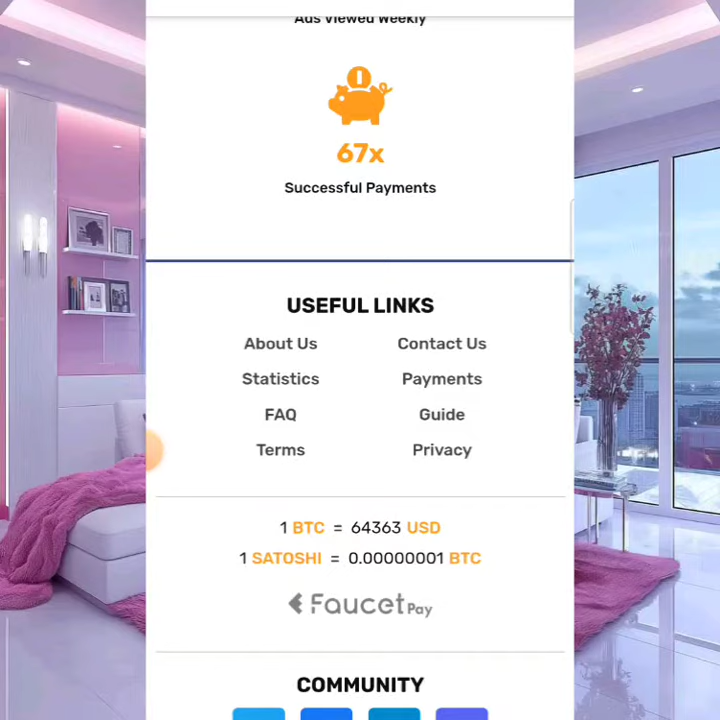 Ads Viewed Weekly
67x
Successful Payments
USEFUL LINKS
About Us Contact Us
Statistics Payments
FAQ Guide
Terms Privacy
1 BTC = 64363 USD
1 SATOSHI = 0.00000001 BTC
FaucetPay
COMMUNITY